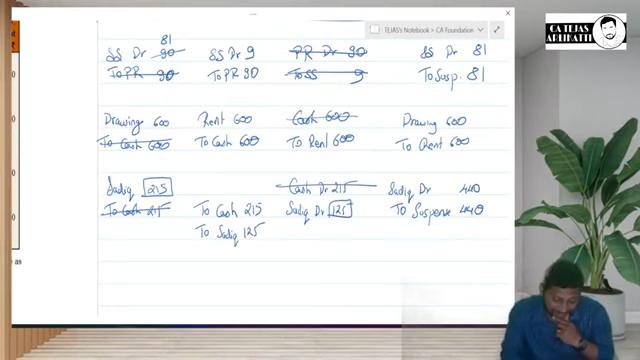 TEJAS's Notebook > CA Foundation
CA TEJAS
ARLIKATTI
81
SS Dr 90 SS Dr 9 PR Dr 90 SS Dr 81
To PR 90 To PR 90 To SS 9 To Susp. 81
Drawings 600 Rent 600 Cash 600 Drawing 600
To Cash 600 To Cash 600 To Rent 600 To Rent 600
Sadiq 215 Cash Dr 215 Sadiq Dr 440
To Cash 215 To Cash 215 Sadiq Dr 125 To Suspense 440
To Sadiq 125
as